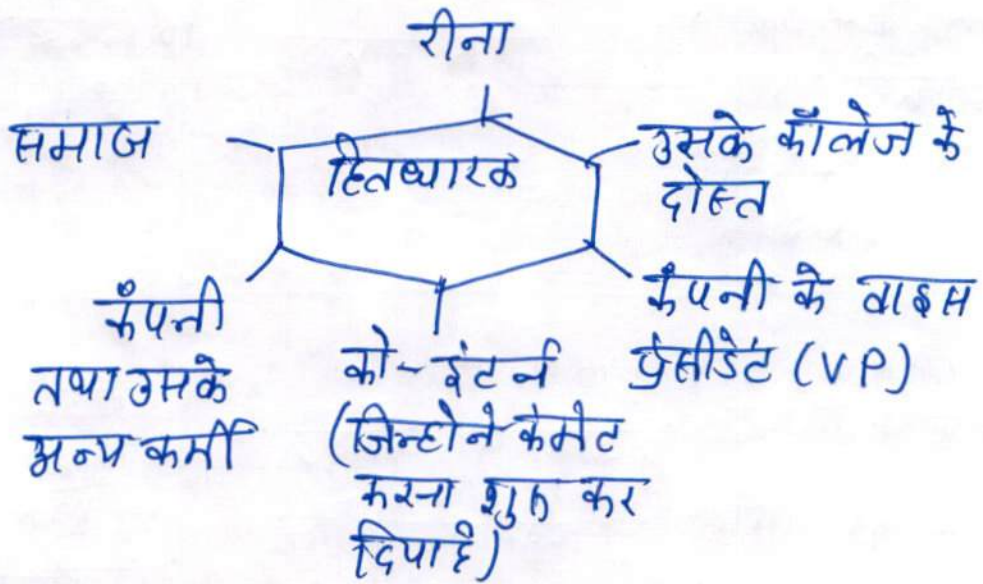 रीना
समाज
हितधारक
उसके कॉलेज के
दोस्त
कंपनी के वाइस
प्रेसीडेंट (VP)
को-इंटर्न
(जिन्होने कमेंट
करना शुरू कर
दिया है)
कंपनी
तथा उसके
अन्य कर्मी